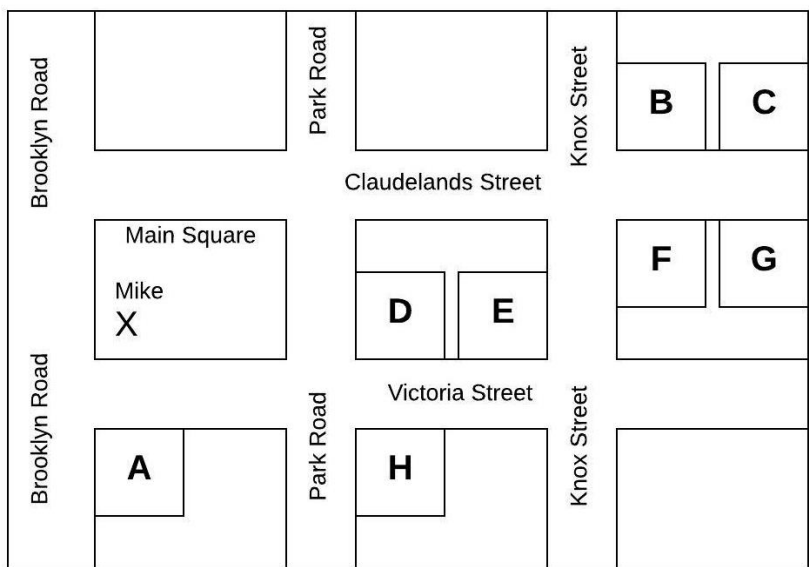 Brooklyn Road
Park Road
Knox Street
B
C
Claudelands Street
Main Square
Mike
X
D
E
F
G
Victoria Street
Brooklyn Road
Park Road
Knox Street
A
H